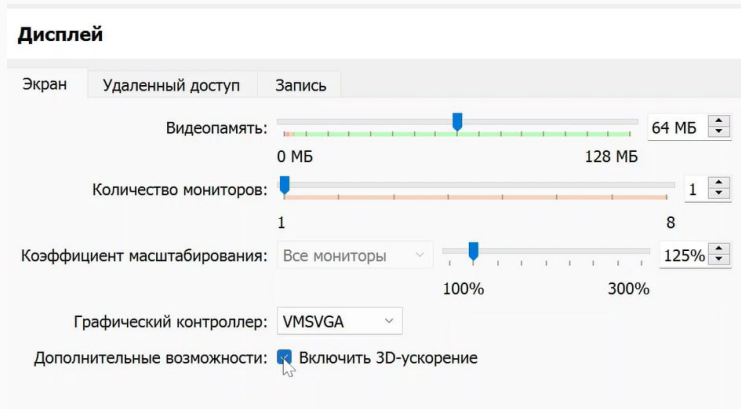 Дисплей
Экран Удаленный доступ Запись
Видеопамять: 64 МБ
0 МБ 128 МБ
Количество мониторов: 1
1 8
Коэффициент масштабирования: Все мониторы 125%
100% 300%
Графический контроллер: VMSVGA
Дополнительные возможности: Включить 3D-ускорение